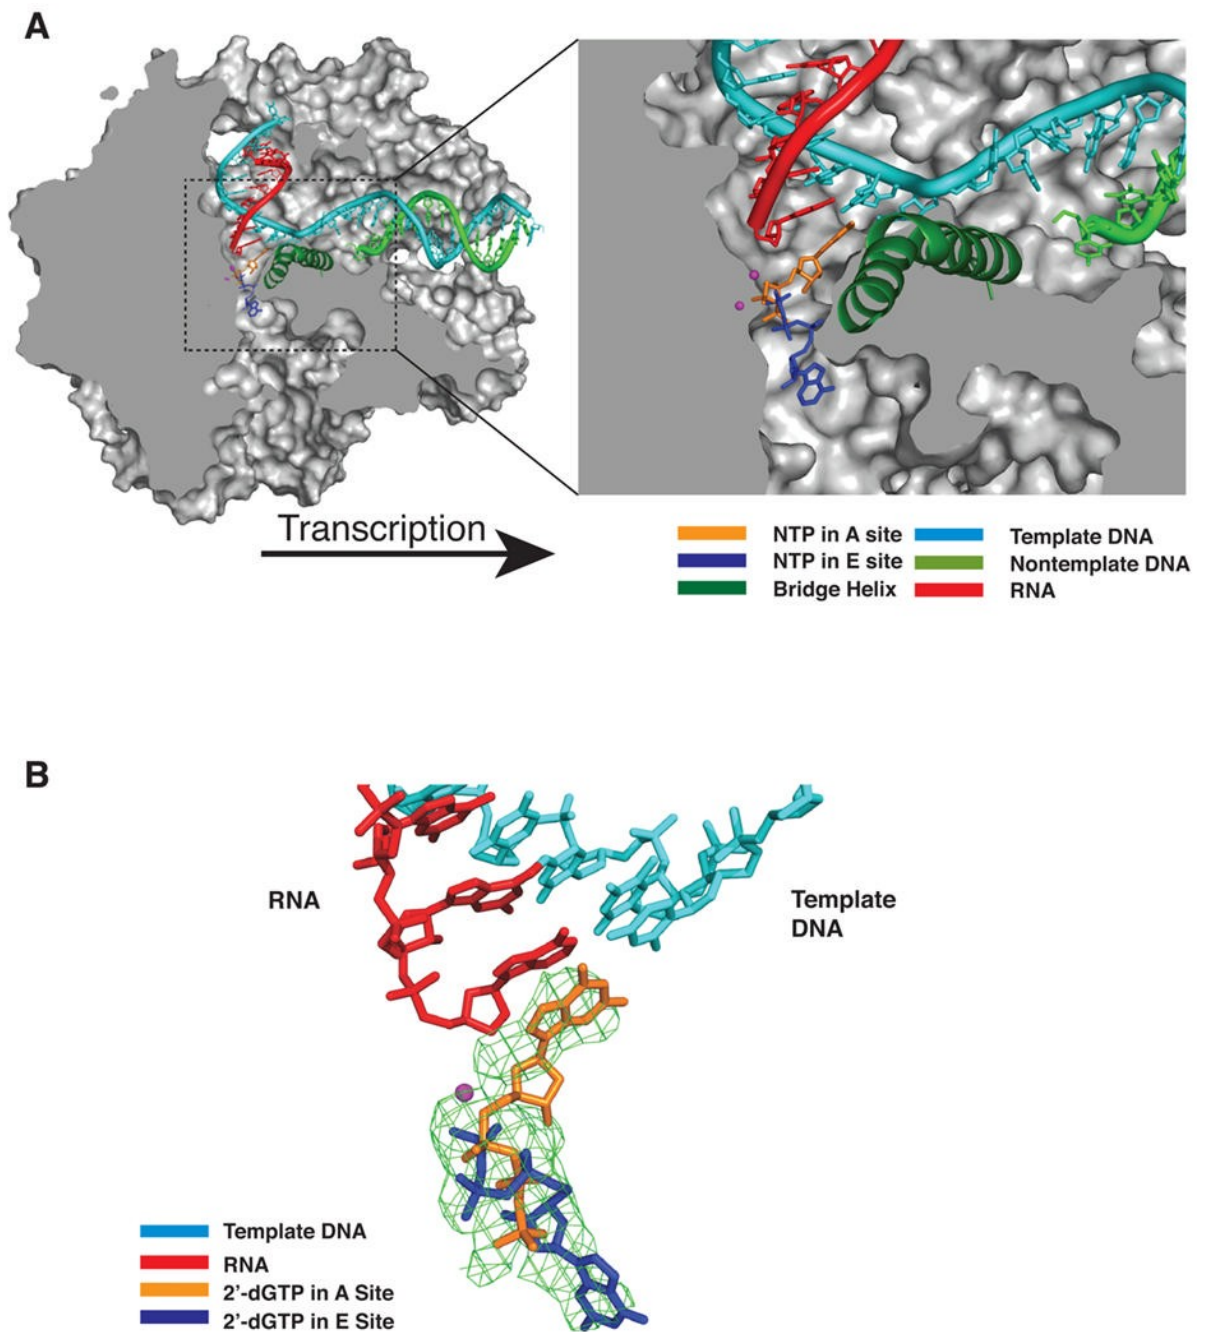 A
Transcription
NTP in A site
NTP in E site
Bridge Helix
Template DNA
Nontemplate DNA
RNA
B
RNA
Template
DNA
Template DNA
RNA
2'-dGTP in A Site
2'-dGTP in E Site